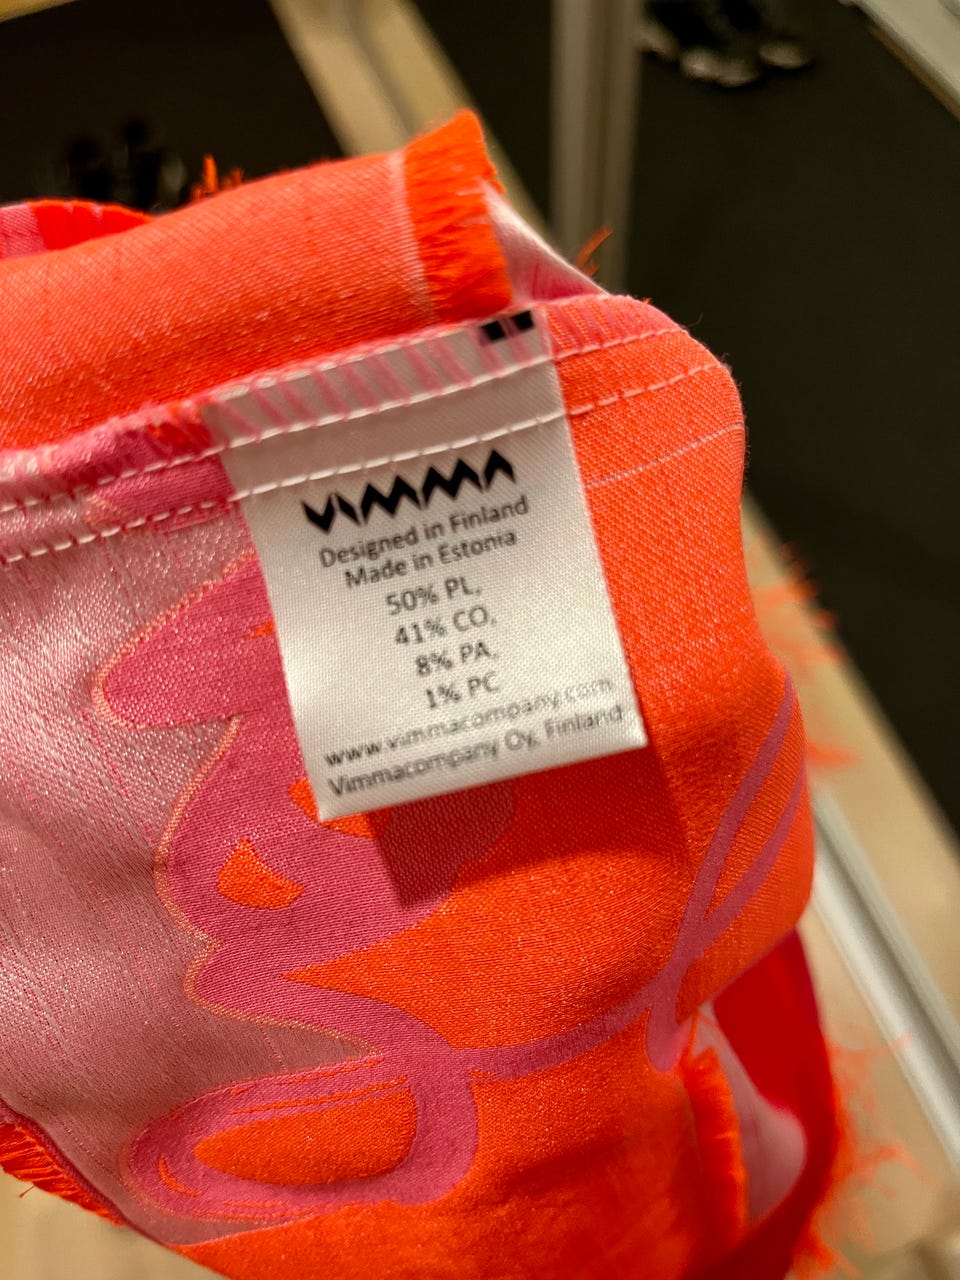 VIMMA
Designed in Finland
Made in Estonia
50% PL,
41% CO,
8% PA,
1% PC
www.vimmacompany.com
Vimmacompany Oy, Finland